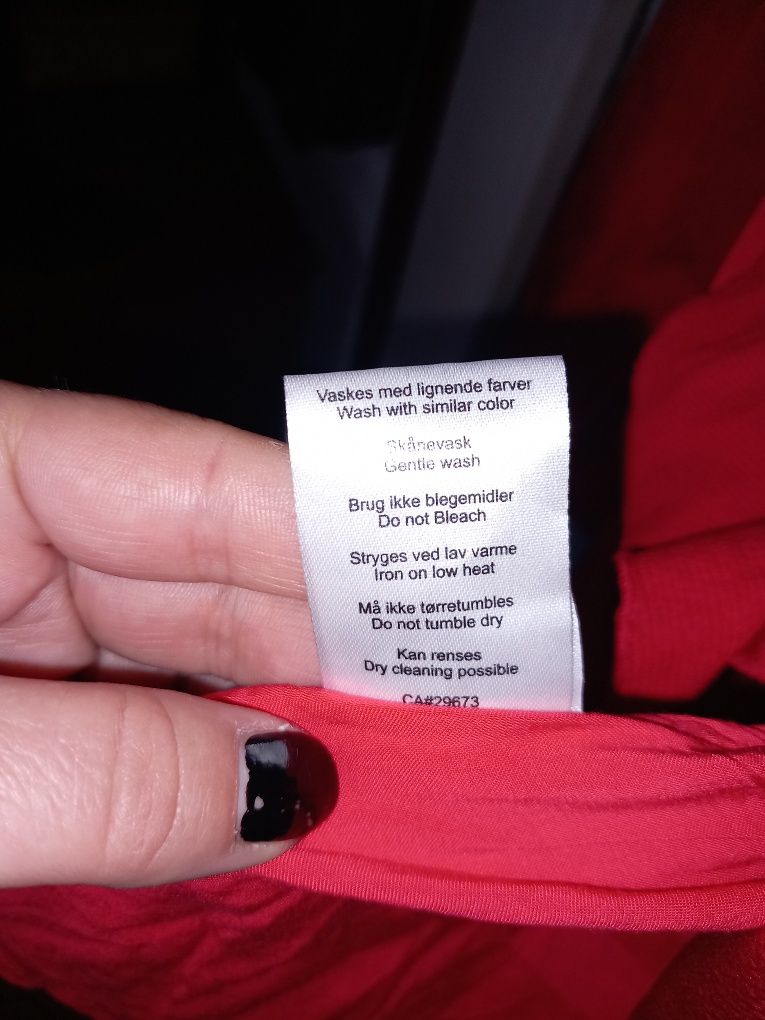 Vaskes med lignende farver
Wash with similar color
Skånevask
Gentle wash
Brug ikke blegemidler
Do not Bleach
Stryges ved lav varme
Iron on low heat
Må ikke tørretumbles
Do not tumble dry
Kan renses
Dry cleaning possible
CA#29673